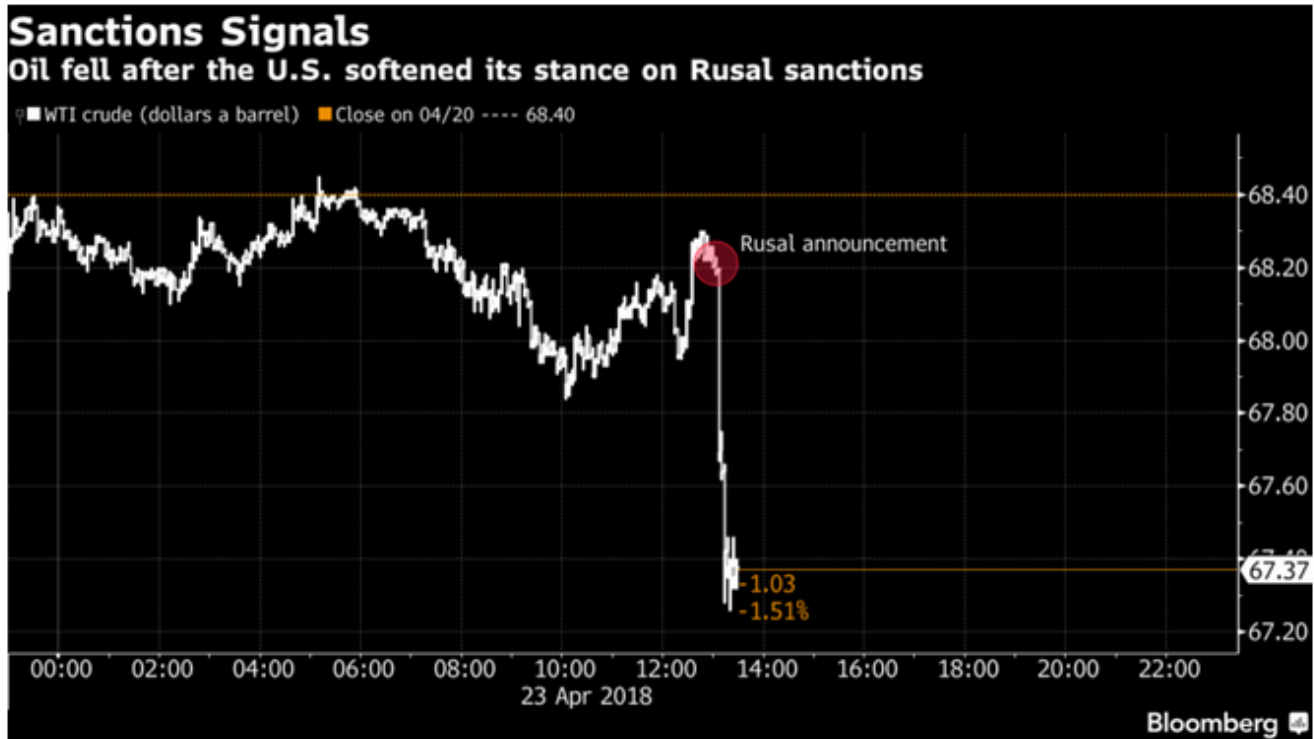 Sanctions Signals
Oil fell after the U.S. softened its stance on Rusal sanctions
WTI crude (dollars a barrel) Close on 04/20 ---- 68.40
68.40
Rusal announcement
68.20
68.00
67.80
67.60
67.40
67.37
-1.03
-1.51%
67.20
00:00 02:00 04:00 06:00 08:00 10:00 12:00 14:00 16:00 18:00 20:00 22:00
23 Apr 2018
Bloomberg